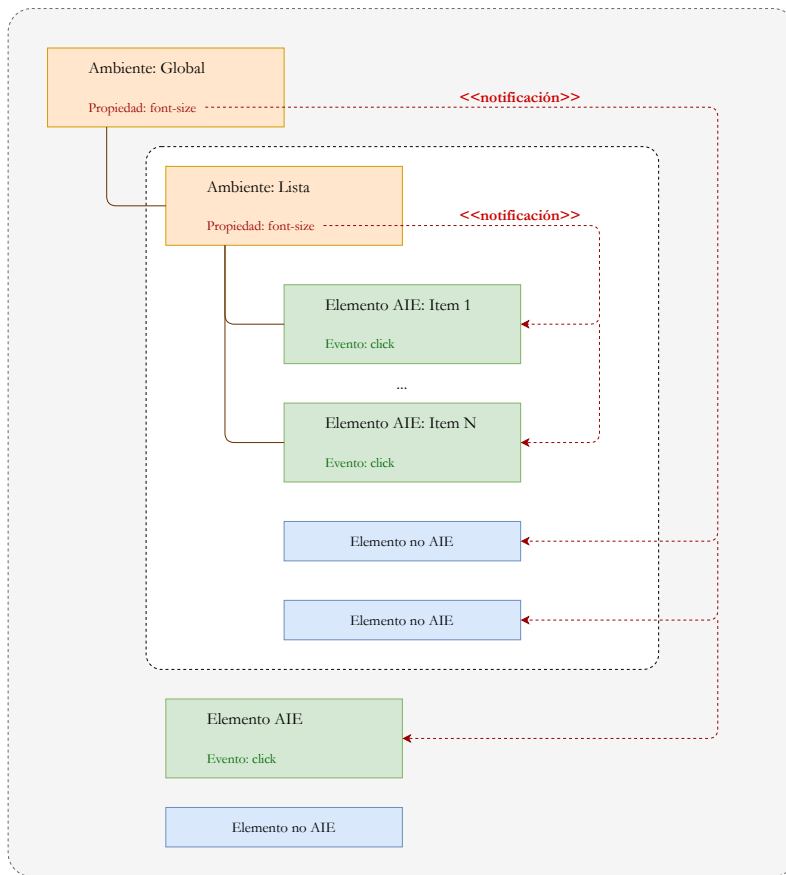 Ambiente: Global
Propiedad: font-size
<<notificación>>
Ambiente: Lista
Propiedad: font-size
<<notificación>>
Elemento AIE: Item 1
Evento: click
...
Elemento AIE: Item N
Evento: click
Elemento no AIE
Elemento no AIE
Elemento AIE
Evento: click
Elemento no AIE